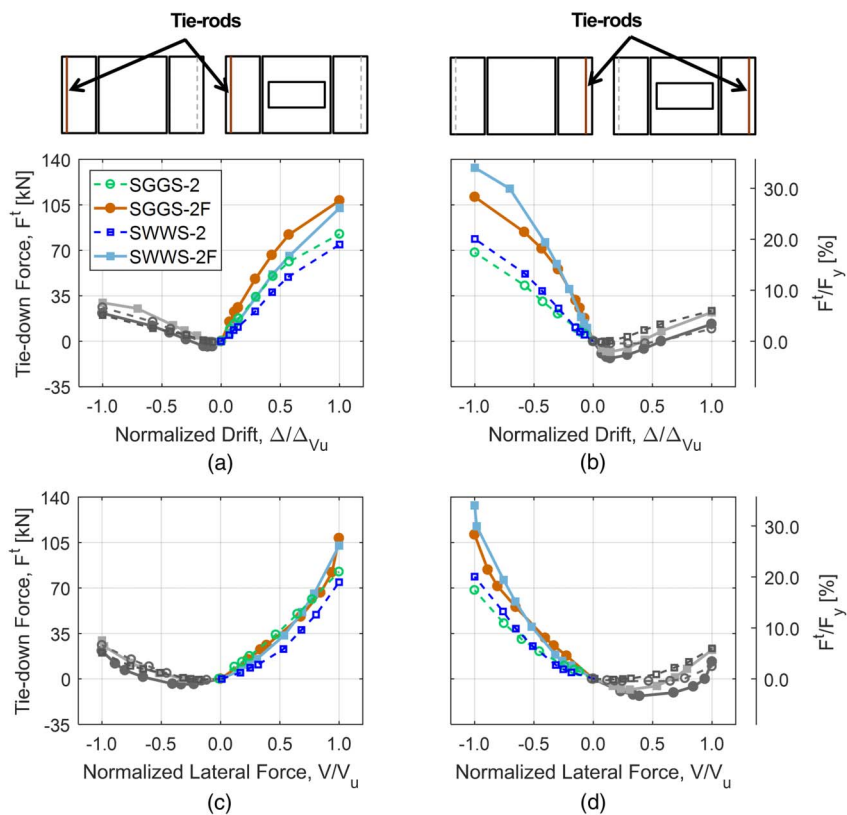 Tie-rods
Tie-rods
140
105
70
35
0
-35
Tie-down Force, Fᵗ [kN]
SGGS-2
SGGS-2F
SWWS-2
SWWS-2F
-1.0 -0.5 0.0 0.5 1.0
Normalized Drift, Δ/Δ_Vu
(a)
-1.0 -0.5 0.0 0.5 1.0
Normalized Drift, Δ/Δ_Vu
(b)
30.0
20.0
10.0
0.0
Fᵗ/F_y [%]
140
105
70
35
0
-35
Tie-down Force, Fᵗ [kN]
-1.0 -0.5 0.0 0.5 1.0
Normalized Lateral Force, V/V_u
(c)
-1.0 -0.5 0.0 0.5 1.0
Normalized Lateral Force, V/V_u
(d)
30.0
20.0
10.0
0.0
Fᵗ/F_y [%]